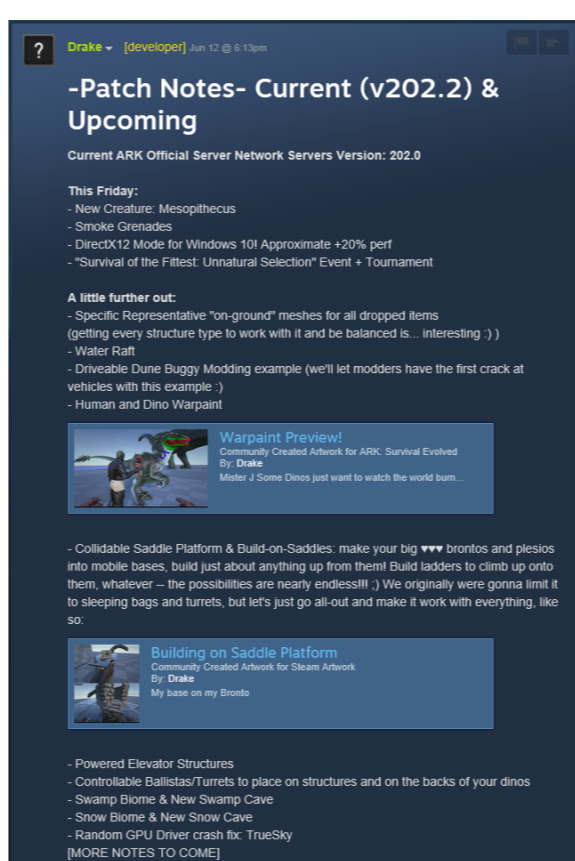 ?
Drake [developer] Jun 12 @ 6:13pm
-Patch Notes- Current (v202.2) &
Upcoming
Current ARK Official Server Network Servers Version: 202.0
This Friday:
- New Creature: Mesopithecus
- Smoke Grenades
- DirectX12 Mode for Windows 10! Approximate +20% perf
- "Survival of the Fittest: Unnatural Selection" Event + Tournament
A little further out:
- Specific Representative "on-ground" meshes for all dropped items
(getting every structure type to work with it and be balanced is... interesting :) )
- Water Raft
- Driveable Dune Buggy Modding example (we'll let modders have the first crack at
vehicles with this example :)
- Human and Dino Warpaint
Warpaint Preview!
Community Created Artwork for ARK: Survival Evolved
By: Drake
Mister J Some Dinos just want to watch the world burn...
- Collidable Saddle Platform & Build-on-Saddles: make your big ♥♥♥ brontos and plesios
into mobile bases, build just about anything up from them! Build ladders to climb up onto
them, whatever -- the possibilities are nearly endless!!! ;) We originally were gonna limit it
to sleeping bags and turrets, but let's just go all-out and make it work with everything, like
so:
Building on Saddle Platform
Community Created Artwork for Steam Artwork
By: Drake
My base on my Bronto
- Powered Elevator Structures
- Controllable Ballistas/Turrets to place on structures and on the backs of your dinos
- Swamp Biome & New Swamp Cave
- Snow Biome & New Snow Cave
- Random GPU Driver crash fix: TrueSky
[MORE NOTES TO COME]